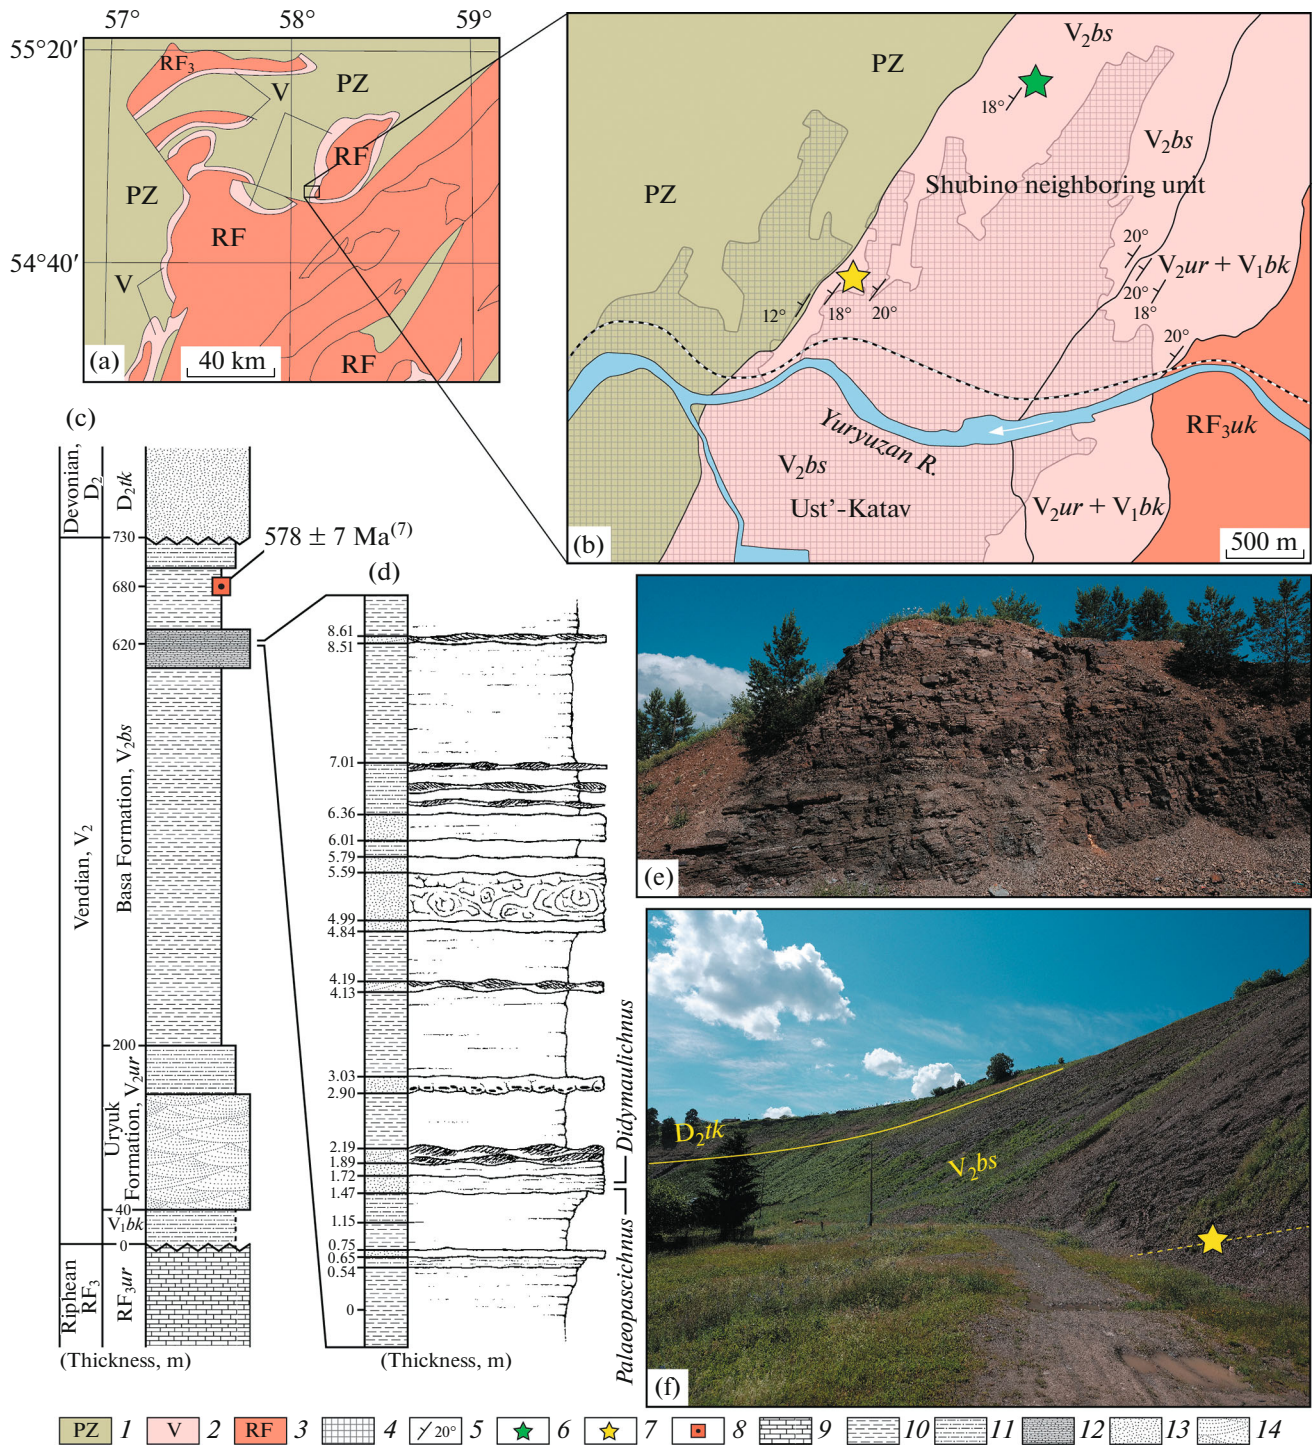 57°
58°
59°
55°20′
54°40′
RF3
V
PZ
RF
PZ
RF
V
RF
(a)
40 km
V2bs
PZ
18°
V2bs
Shubino neighboring unit
PZ
20°
V2ur + V1bk
20°
18°
12°
18°
20°
20°
Yuryuzan R.
RF3uk
V2bs
Ust’-Katav
V2ur + V1bk
(b)
500 m
(c)
Devonian, D2
D2tk
730
578 ± 7 Ma(7)
680
620
Vendian, V2
Basa Formation, V2bs
200
Uryuk
Formation, V2ur
40
V1bk
0
Riphean
RF3
RF3ur
(Thickness, m)
(d)
8.61
8.51
7.01
6.36
6.01
5.79
5.59
4.99
4.84
4.19
4.13
3.03
2.90
2.19
1.89
1.72
1.47
1.15
0.75
0.65
0.54
0
(Thickness, m)
Palaeopascichnus
Didymaulichnus
(e)
D2tk
V2bs
(f)
PZ 1 V 2 RF 3 4 20° 5 6 7 8 9 10 11 12 13 14